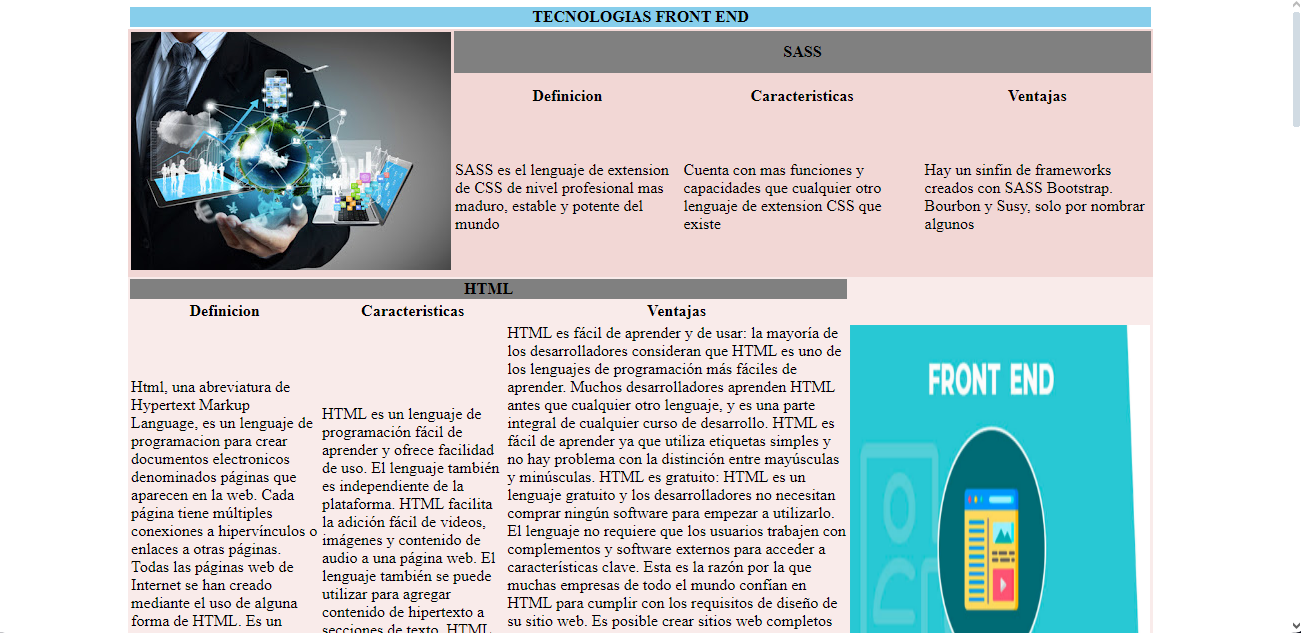 TECNOLOGIAS FRONT END
SASS
Definicion
Caracteristicas
Ventajas
SASS es el lenguaje de extension
de CSS de nivel profesional mas
maduro, estable y potente del
mundo
Cuenta con mas funciones y
capacidades que cualquier otro
lenguaje de extension CSS que
existe
Hay un sinfin de frameworks
creados con SASS Bootstrap.
Bourbon y Susy, solo por nombrar
algunos
HTML
Definicion
Caracteristicas
Ventajas
Html, una abreviatura de
Hypertext Markup
Language, es un lenguaje de
programacion para crear
documentos electronicos
denominados páginas que
aparecen en la web. Cada
página tiene múltiples
conexiones a hipervínculos o
enlaces a otras páginas.
Todas las páginas web de
Internet se han creado
mediante el uso de alguna
forma de HTML. Es un
HTML es un lenguaje de
programación fácil de
aprender y ofrece facilidad
de uso. El lenguaje también
es independiente de la
plataforma. HTML facilita
la adición fácil de videos,
imágenes y contenido de
audio a una página web. El
lenguaje también se puede
utilizar para agregar
contenido de hipertexto a
secciones de texto. HTML
HTML es fácil de aprender y de usar: la mayoría de
los desarrolladores consideran que HTML es uno de
los lenguajes de programación más fáciles de
aprender. Muchos desarrolladores aprenden HTML
antes que cualquier otro lenguaje, y es una parte
integral de cualquier curso de desarrollo. HTML es
fácil de aprender ya que utiliza etiquetas simples y
no hay problema con la distinción entre mayúsculas
y minúsculas. HTML es gratuito: HTML es un
lenguaje gratuito y los desarrolladores no necesitan
comprar ningún software para empezar a utilizarlo.
El lenguaje no requiere que los usuarios trabajen con
complementos y software externos para acceder a
características clave. Esta es la razón por la que
muchas empresas de todo el mundo confían en
HTML para cumplir con los requisitos de diseño de
su sitio web. Es posible crear sitios web completos
FRONT END